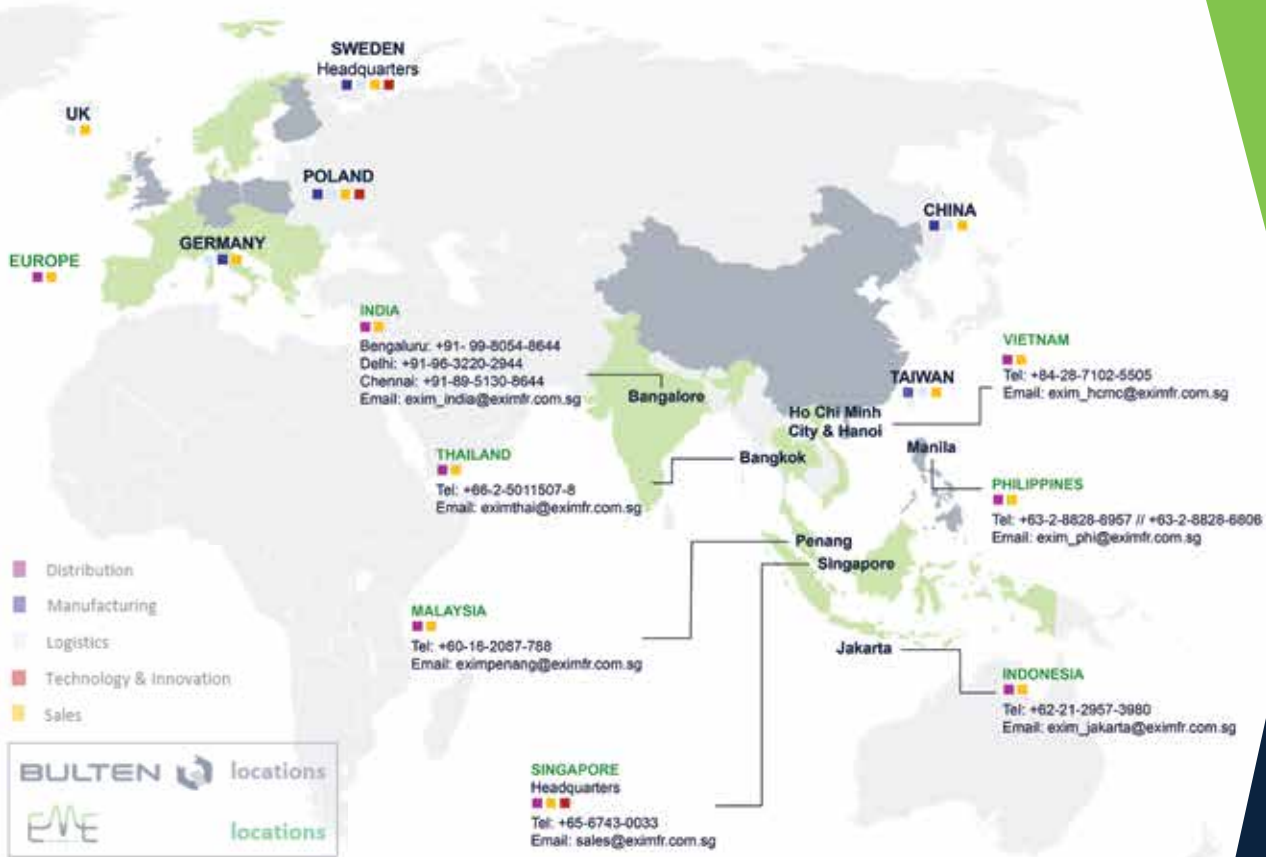 SWEDEN
Headquarters
UK
POLAND
CHINA
GERMANY
EUROPE
INDIA
Bengaluru: +91- 99-8054-8644
Delhi: +91-96-3220-2944
Chennai: +91-89-5130-8644
Email: exim_india@eximfr.com.sg
Bangalore
VIETNAM
Tel: +84-28-7102-5505
Email: exim_hcmc@eximfr.com.sg
TAIWAN
Ho Chi Minh
City & Hanoi
Manila
THAILAND
Tel: +66-2-5011507-8
Email: eximthai@eximfr.com.sg
Bangkok
PHILIPPINES
Tel: +63-2-8828-6957 // +63-2-8828-6806
Email: exim_phi@eximfr.com.sg
Penang
Singapore
Distribution
Manufacturing
Logistics
Technology & Innovation
Sales
MALAYSIA
Tel: +60-16-2087-788
Email: eximpenang@eximfr.com.sg
Jakarta
INDONESIA
Tel: +62-21-2957-3980
Email: exim_jakarta@eximfr.com.sg
SINGAPORE
Headquarters
Tel: +65-6743-0033
Email: sales@eximfr.com.sg
BULTEN locations
EME locations